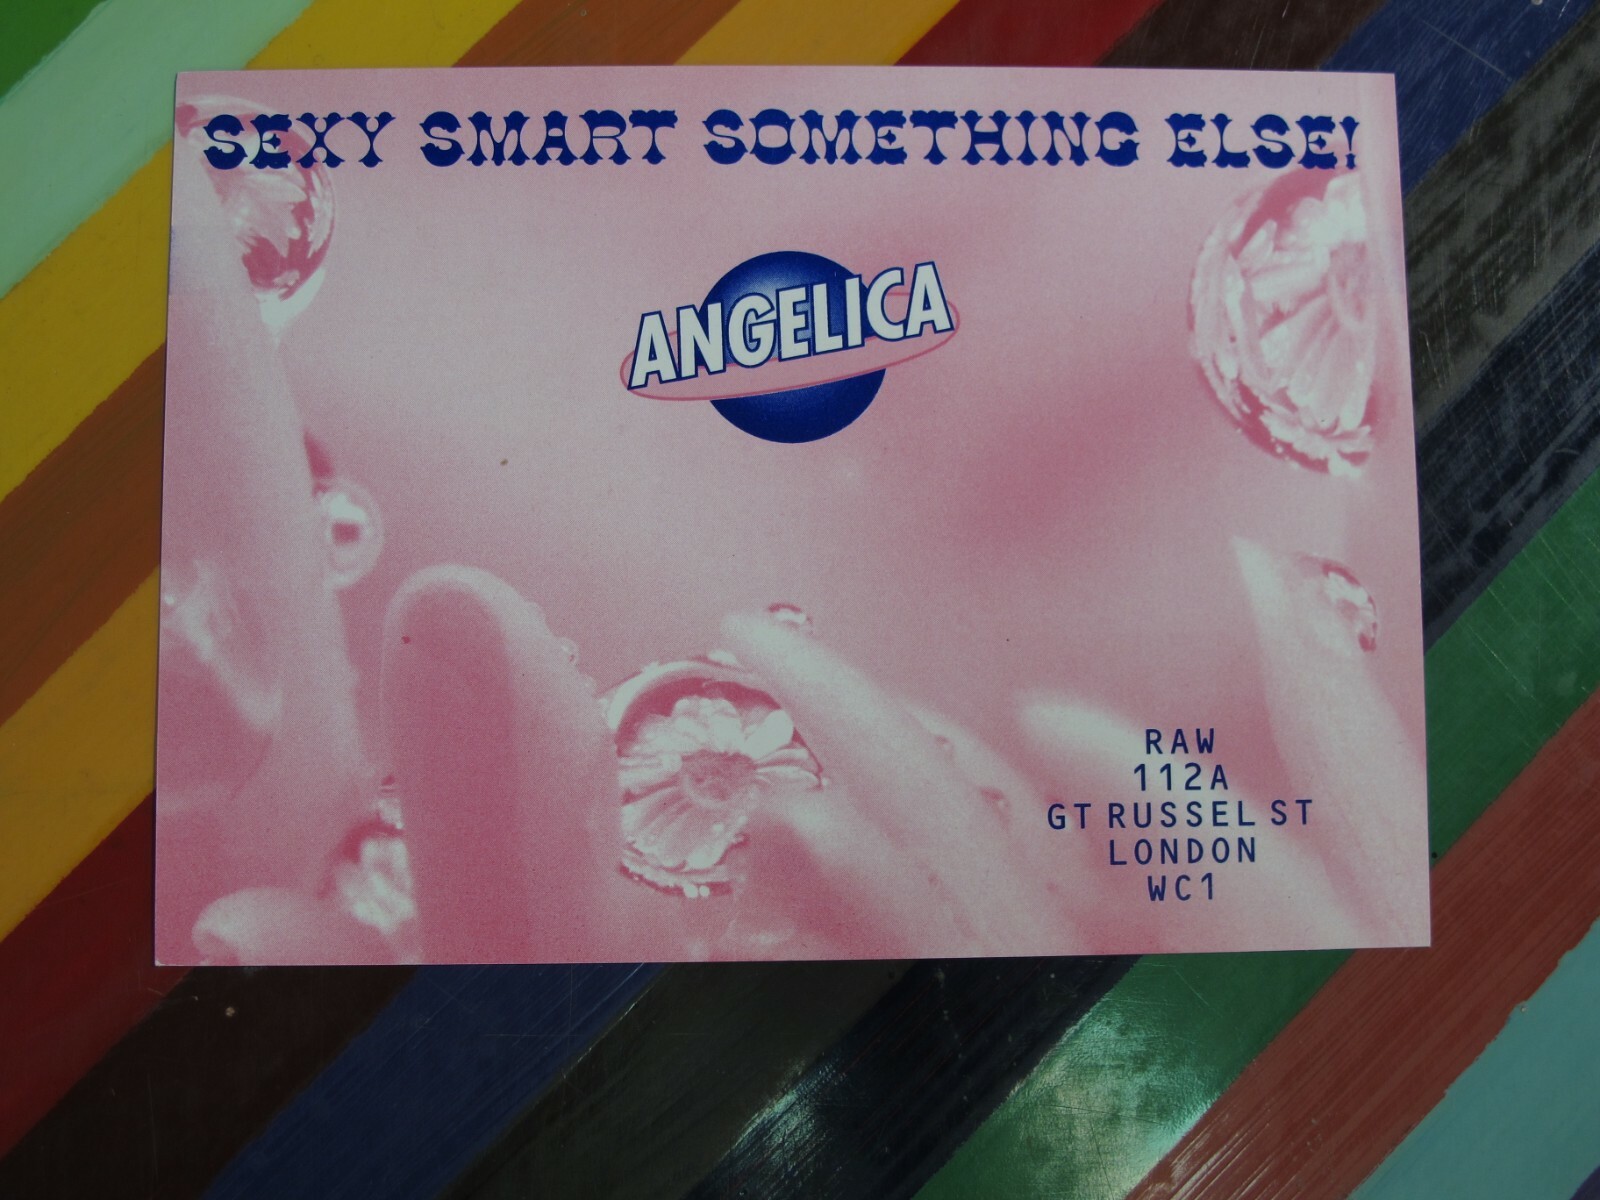 SEXY SMART SOMETHING ELSE!
ANGELICA
RAW
112A
GT RUSSEL ST
LONDON
WC1